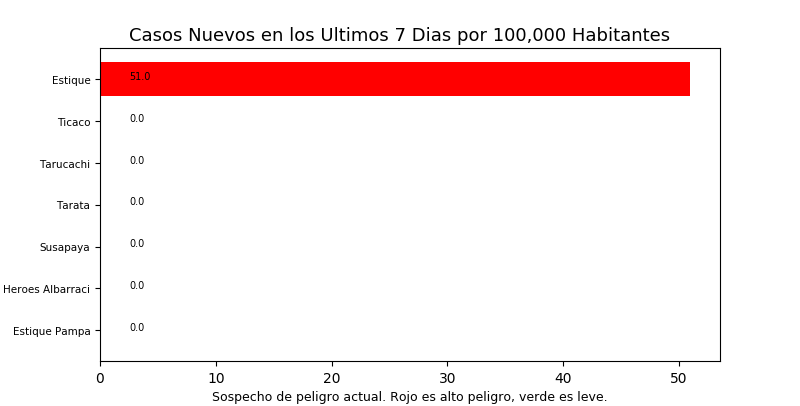 Casos Nuevos en los Ultimos 7 Dias por 100,000 Habitantes
Estique 51.0
Ticaco 0.0
Tarucachi 0.0
Tarata 0.0
Susapaya 0.0
Heroes Albarraci 0.0
Estique Pampa 0.0
0 10 20 30 40 50
Sospecho de peligro actual. Rojo es alto peligro, verde es leve.